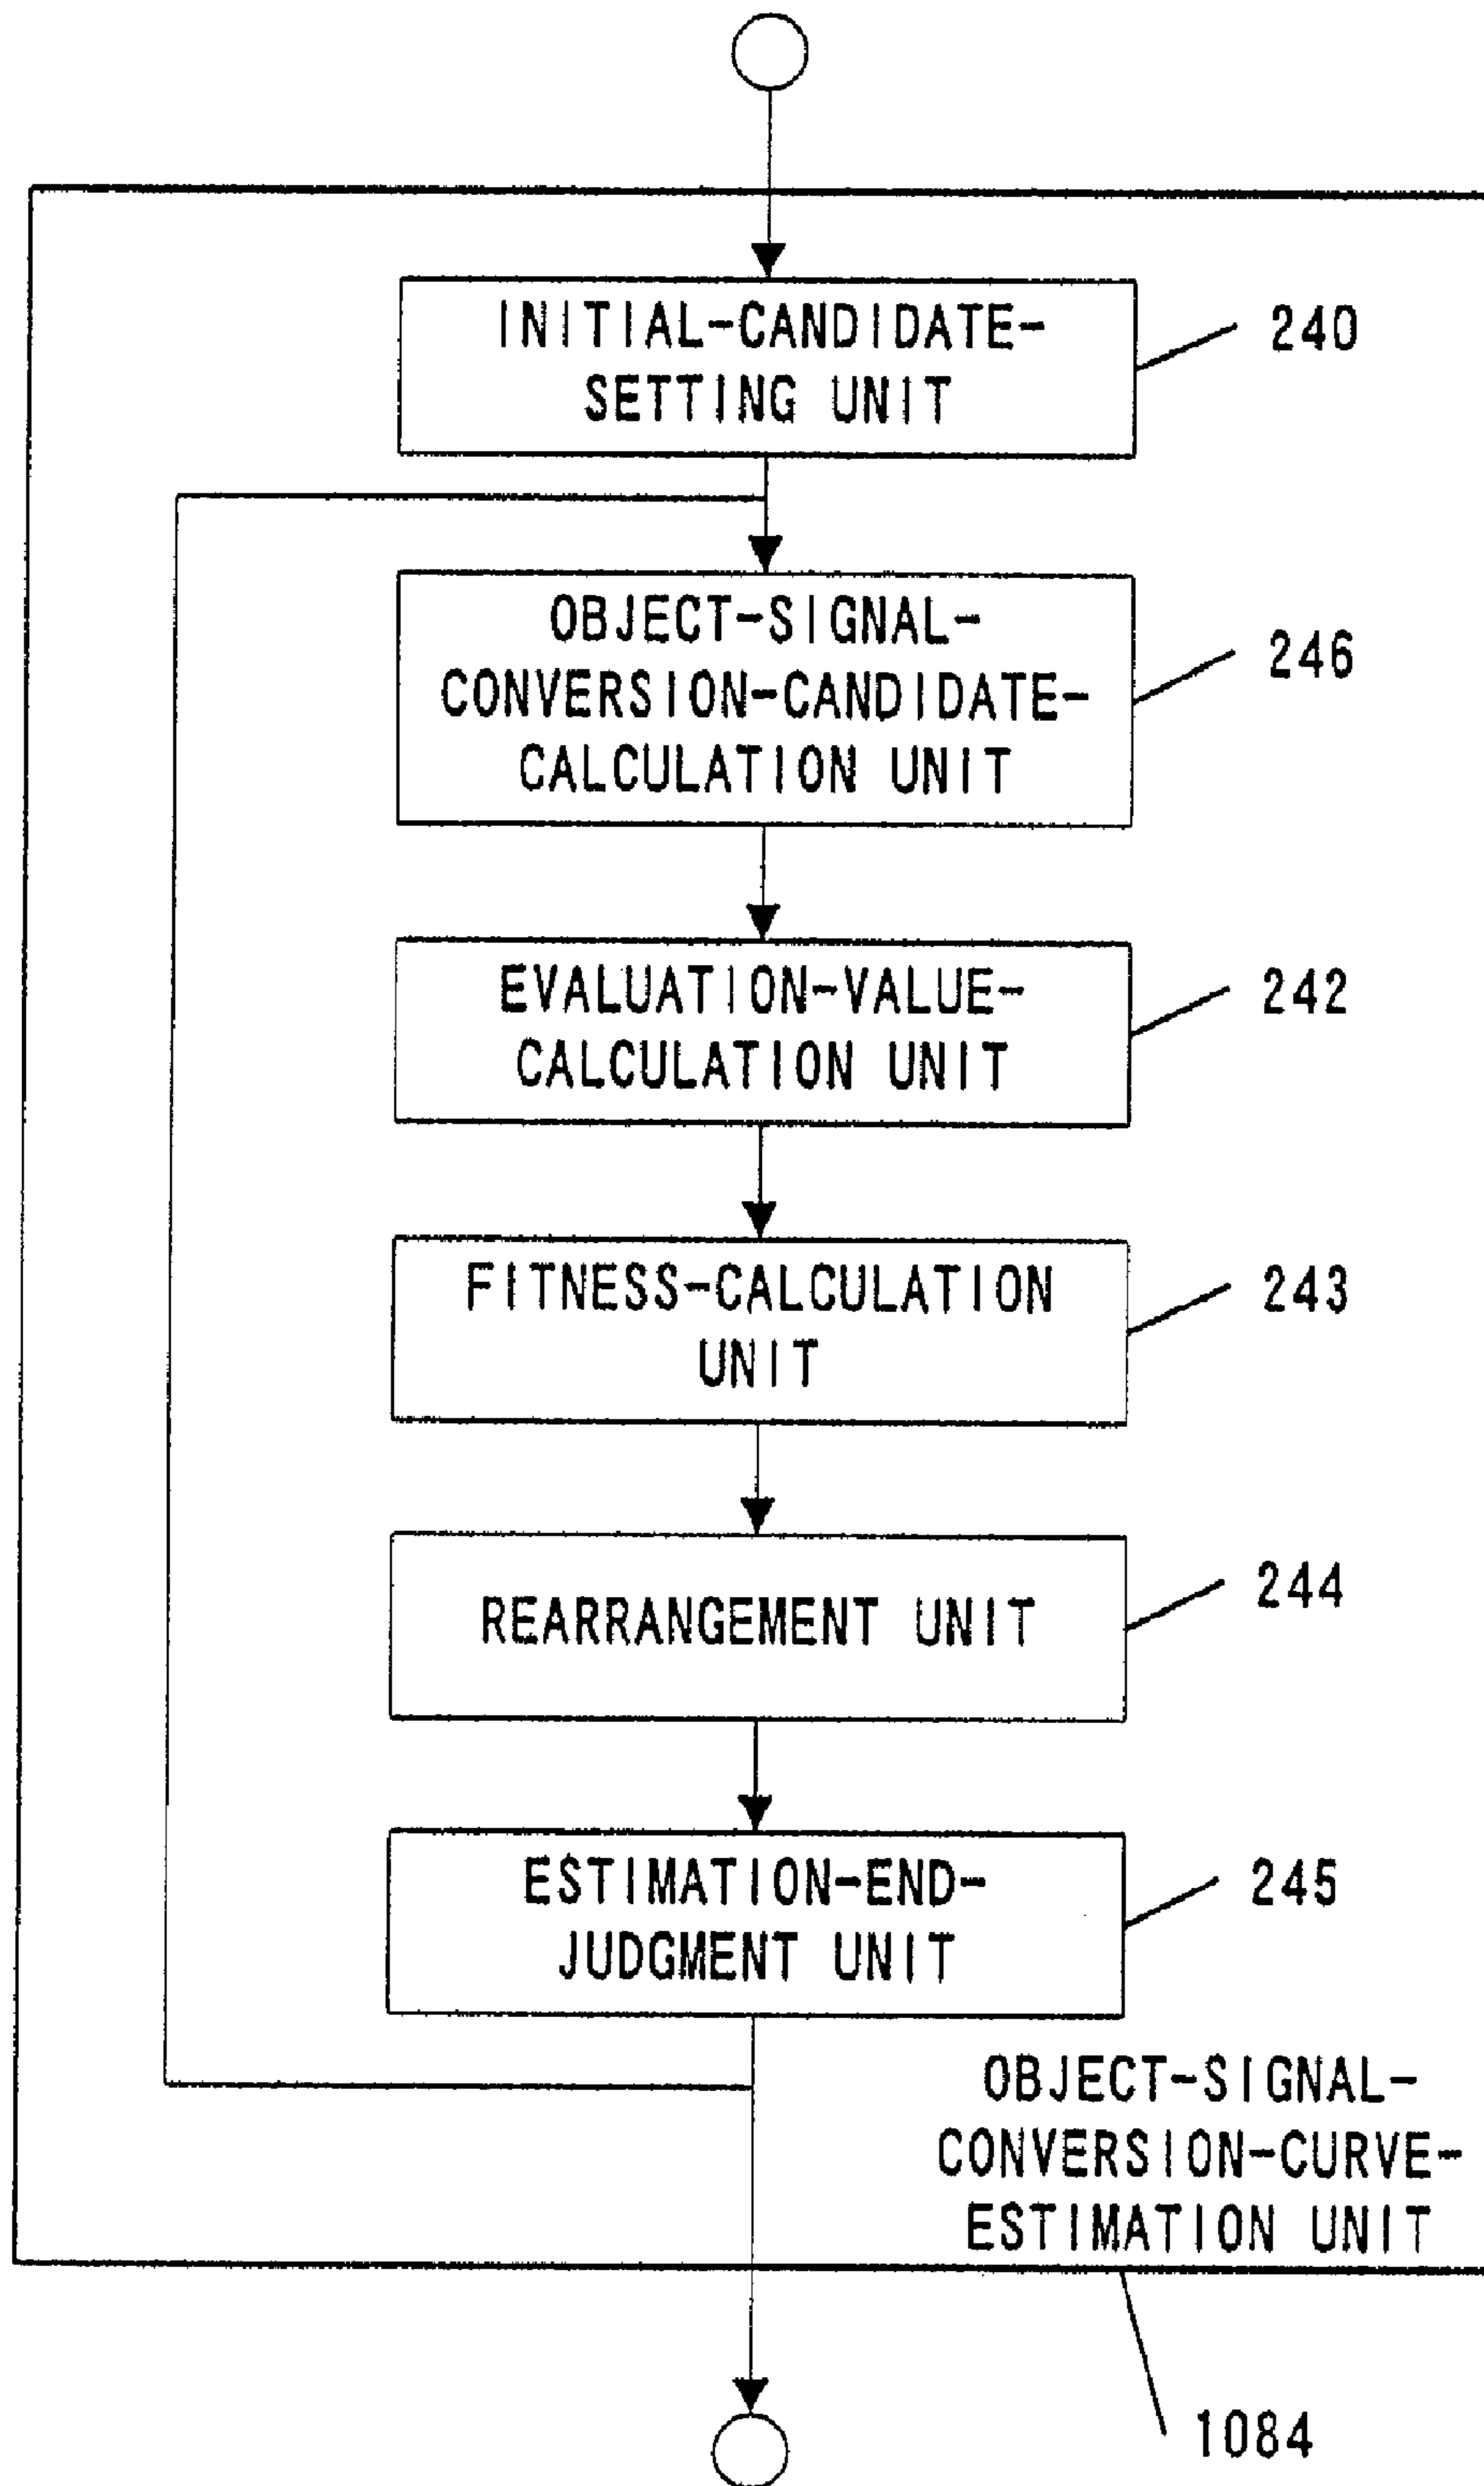 INITIAL-CANDIDATE-
SETTING UNIT
240
OBJECT-SIGNAL-
CONVERSION-CANDIDATE-
CALCULATION UNIT
246
EVALUATION-VALUE-
CALCULATION UNIT
242
FITNESS-CALCULATION
UNIT
243
REARRANGEMENT UNIT
244
ESTIMATION-END-
JUDGMENT UNIT
245
OBJECT-SIGNAL-
CONVERSION-CURVE-
ESTIMATION UNIT
1084